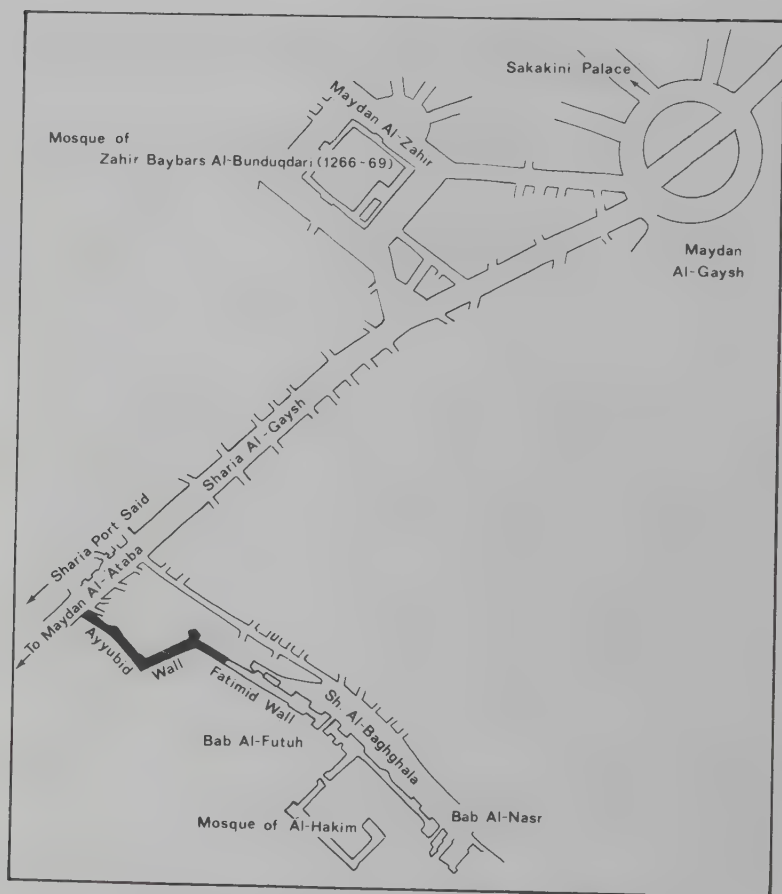 Sakakini Palace
Maydan Al-Zahir
Mosque of
Zahir Baybars Al-Bunduqdari (1266-69)
Maydan
Al-Gaysh
Sharia Al-Gaysh
Sharia Port Said
To Maydan Al-Ataba
Ayyubid Wall
Fatimid Wall
Sh. Al-Baghghala
Bab Al-Futuh
Bab Al-Nasr
Mosque of Al-Hakim